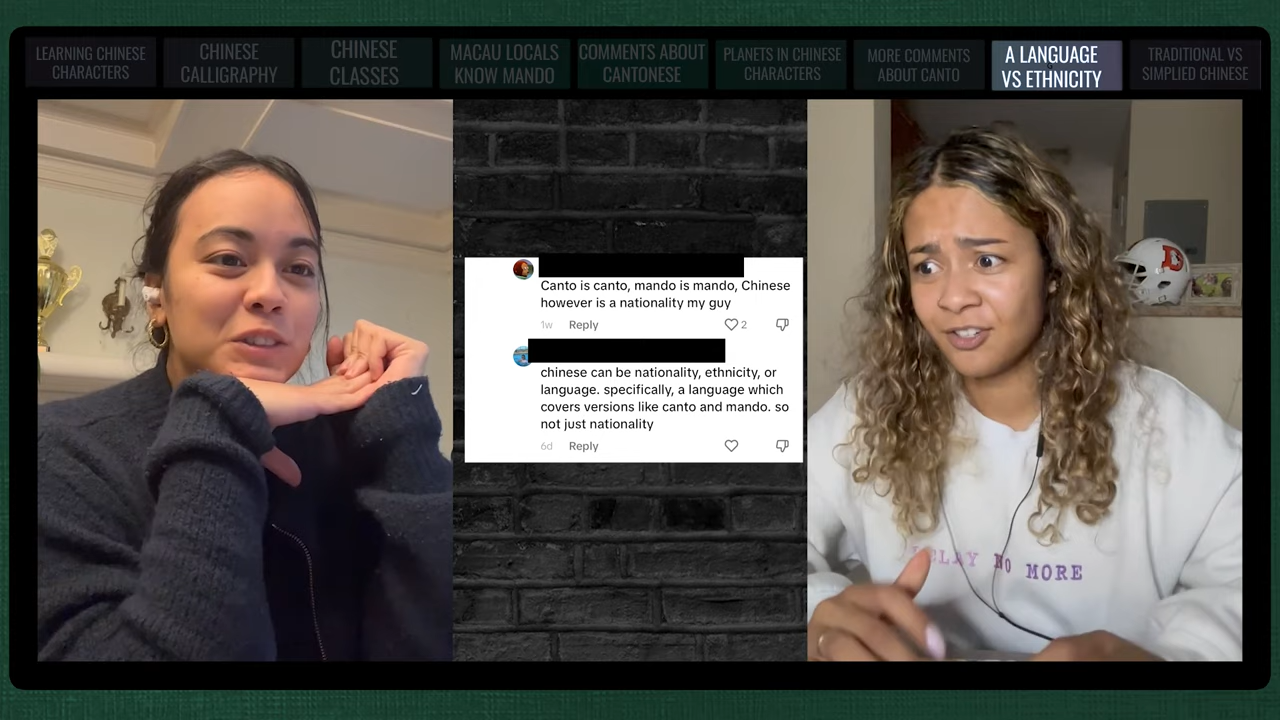 LEARNING CHINESE
CHARACTERS
CHINESE
CALLIGRAPHY
CHINESE
CLASSES
MACAU LOCALS
KNOW MANDO
COMMENTS ABOUT
CANTONESE
PLANETS IN CHINESE
CHARACTERS
MORE COMMENTS
ABOUT CANTO
A LANGUAGE
VS ETHNICITY
TRADITIONAL VS
SIMPLIED CHINESE
Canto is canto, mando is mando, Chinese
however is a nationality my guy
1w Reply 2
chinese can be nationality, ethnicity, or
language. specifically, a language which
covers versions like canto and mando. so
not just nationality
6d Reply
NO MORE
D